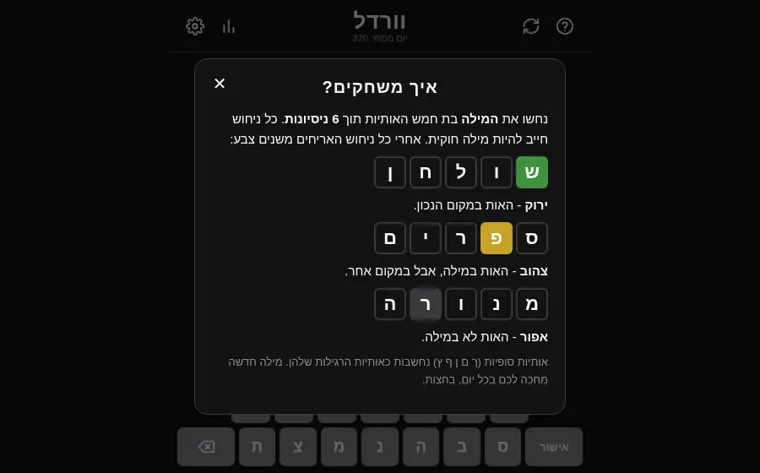 וורדל
יום מספר 320
איך משחקים?
נחשו את המילה בת חמש האותיות תוך 6 ניסיונות. כל ניחוש
חייב להיות מילה חוקית. אחרי כל ניחוש האריחים משנים צבע:
ש ו ל ח ן
ירוק - האות במקום הנכון.
ס פ ר י ם
צהוב - האות במילה, אבל במקום אחר.
מ נ ו ר ה
אפור - האות לא במילה.
אותיות סופיות (ך ם ן ף ץ) נחשבות כאותיות הרגילות שלהן. מילה חדשה
מחכה לכם בכל יום, בחצות.
אישור ס ב ה נ מ צ ת